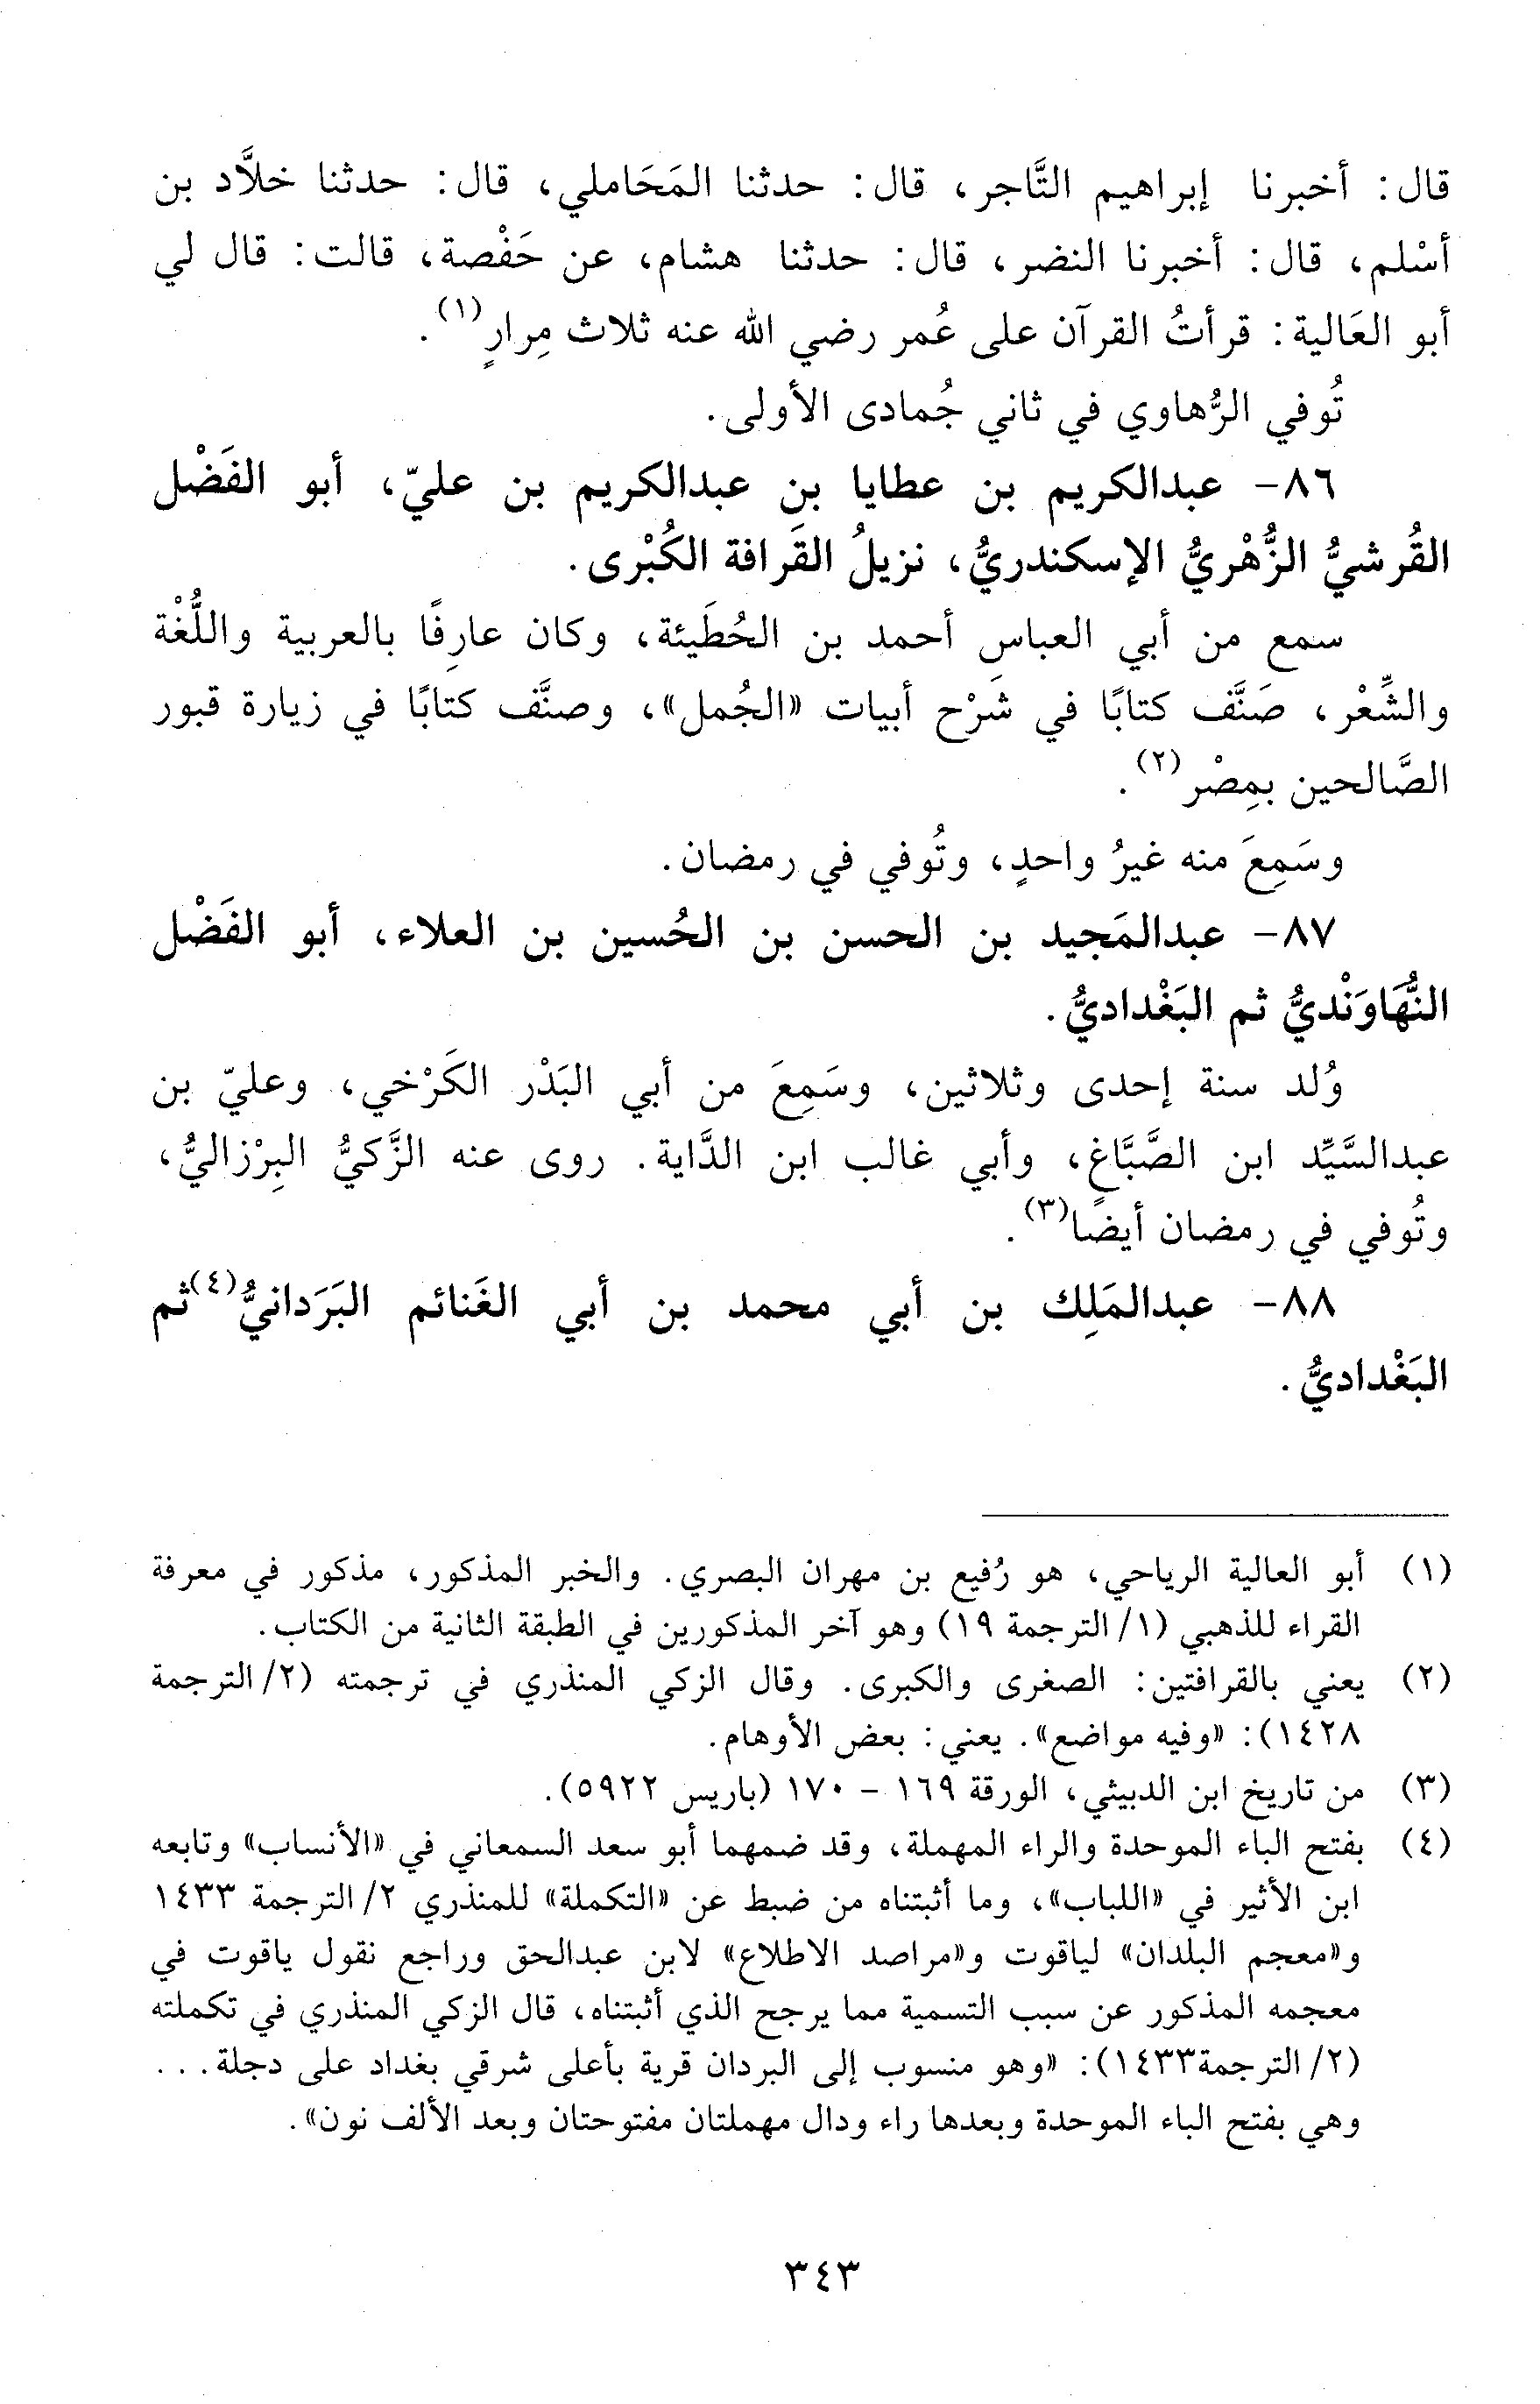 قال: أخبرنا إبراهيم التَّاجر، قال: حدثنا المَحَاملي، قال: حدثنا خلاَّد بن
أسْلم، قال: أخبرنا النضر، قال: حدثنا هشام، عن حَفْصة، قالت: قال لي
أبو العَالية: قرأتُ القرآن على عُمر رضي الله عنه ثلاث مِرارٍ(١).
تُوفي الرُّهاوي في ثاني جُمادى الأولى.
٨٦- عبدالكريم بن عطايا بن عبدالكريم بن عليّ، أبو الفَضْل
القُرشيُّ الزُّهْريُّ الإسكندريُّ، نزيلُ القَرافة الكُبْرى.
سمع من أبي العباس أحمد بن الحُطَيئة، وكان عارِفًا بالعربية واللُّغْة
والشِّعْر، صَنَّف كتابًا في شَرْح أبيات «الجُمل»، وصنَّف كتابًا في زيارة قبور
الصَّالحين بمِصْر(٢).
وسَمِعَ منه غيرُ واحدٍ، وتُوفي في رمضان.
٨٧- عبدالمَجيد بن الحسن بن الحُسين بن العلاء، أبو الفَضْل
النُّهَاوَنْديُّ ثم البَغْداديُّ.
وُلد سنة إحدى وثلاثين، وسَمِعَ من أبي البَدْر الكَرْخي، وعليّ بن
عبدالسَّيِّد ابن الصَّبَّاغ، وأبي غالب ابن الدَّاية. روى عنه الزَّكيُّ البِرْزاليُّ،
وتُوفي في رمضان أيضًا(٣).
٨٨- عبدالمَلِك بن أبي محمد بن أبي الغَنائم البَرَدانيُّ(٤)ثم
البَغْداديُّ.
(١) أبو العالية الرياحي، هو رُفيع بن مهران البصري. والخبر المذكور، مذكور في معرفة
القراء للذهبي (١/ الترجمة ١٩) وهو آخر المذكورين في الطبقة الثانية من الكتاب.
(٢) يعني بالقرافتين: الصغرى والكبرى. وقال الزكي المنذري في ترجمته (٢/ الترجمة
١٤٢٨): «وفيه مواضع». يعني: بعض الأوهام.
(٣) من تاريخ ابن الدبيثي، الورقة ١٦٩ - ١٧٠ (باريس ٥٩٢٢).
(٤) بفتح الباء الموحدة والراء المهملة، وقد ضمهما أبو سعد السمعاني في «الأنساب» وتابعه
ابن الأثير في «اللباب»، وما أثبتناه من ضبط عن «التكملة» للمنذري ٢/ الترجمة ١٤٣٣
و«معجم البلدان» لياقوت و«مراصد الاطلاع» لابن عبدالحق وراجع نقول ياقوت في
معجمه المذكور عن سبب التسمية مما يرجح الذي أثبتناه، قال الزكي المنذري في تكملته
(٢/ الترجمة١٤٣٣): «وهو منسوب إلى البردان قرية بأعلى شرقي بغداد على دجلة. . .
وهي بفتح الباء الموحدة وبعدها راء ودال مهملتان مفتوحتان وبعد الألف نون».
٣٤٣